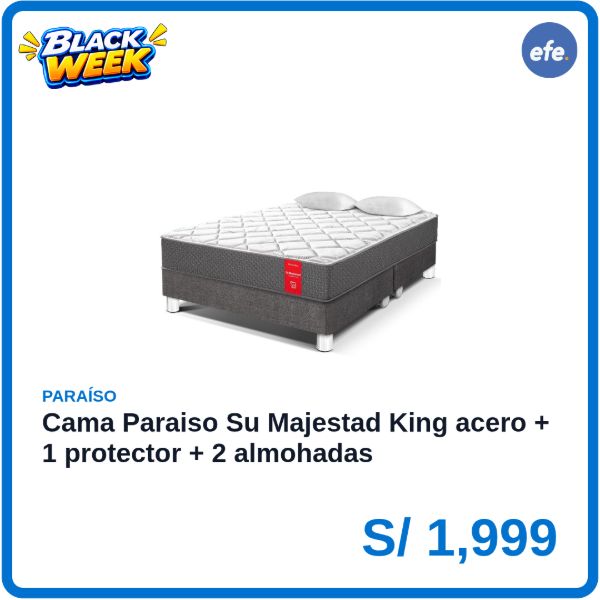 BLACK
WEEK
efe.
PARAÍSO
Cama Paraiso Su Majestad King acero +
1 protector + 2 almohadas
S/ 1,999